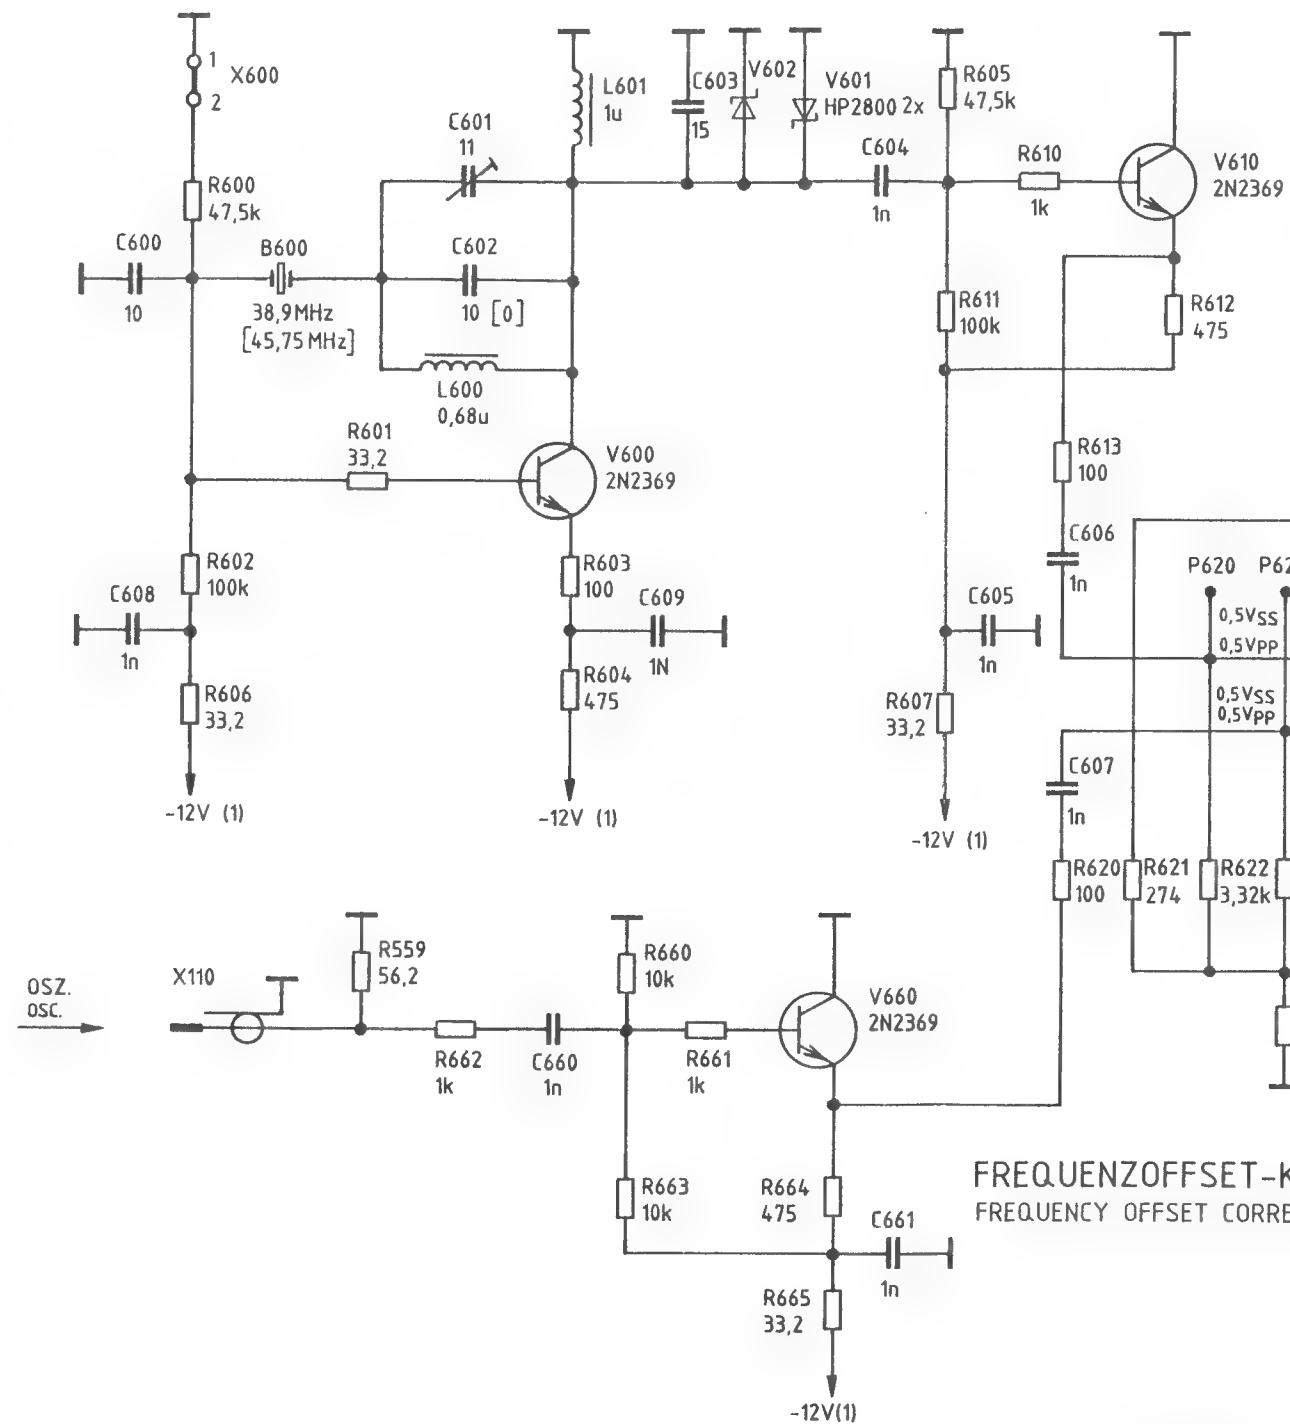 1
X600
2
R600
47,5k
C600
10
B600
38,9MHz
[45,75MHz]
C601
11
C602
10 [0]
L600
0,68u
L601
1u
C603
15
V602
V601
HP2800 2x
C604
1n
R605
47,5k
R610
1k
V610
2N2369
R611
100k
R612
475
R601
33,2
V600
2N2369
R613
100
C606
1n
R602
100k
C608
1n
R603
100
C609
1N
R604
475
R606
33,2
C605
1n
R607
33,2
P620
P62
0,5VSS
0,5VPP
0,5VSS
0,5VPP
C607
1n
-12V (1)
-12V (1)
-12V (1)
R620
100
R621
274
R622
3,32k
OSZ.
OSC.
X110
R559
56,2
R662
1k
C660
1n
R660
10k
R661
1k
V660
2N2369
R663
10k
R664
475
C661
1n
R665
33,2
-12V(1)
FREQUENZOFFSET-K
FREQUENCY OFFSET CORRE